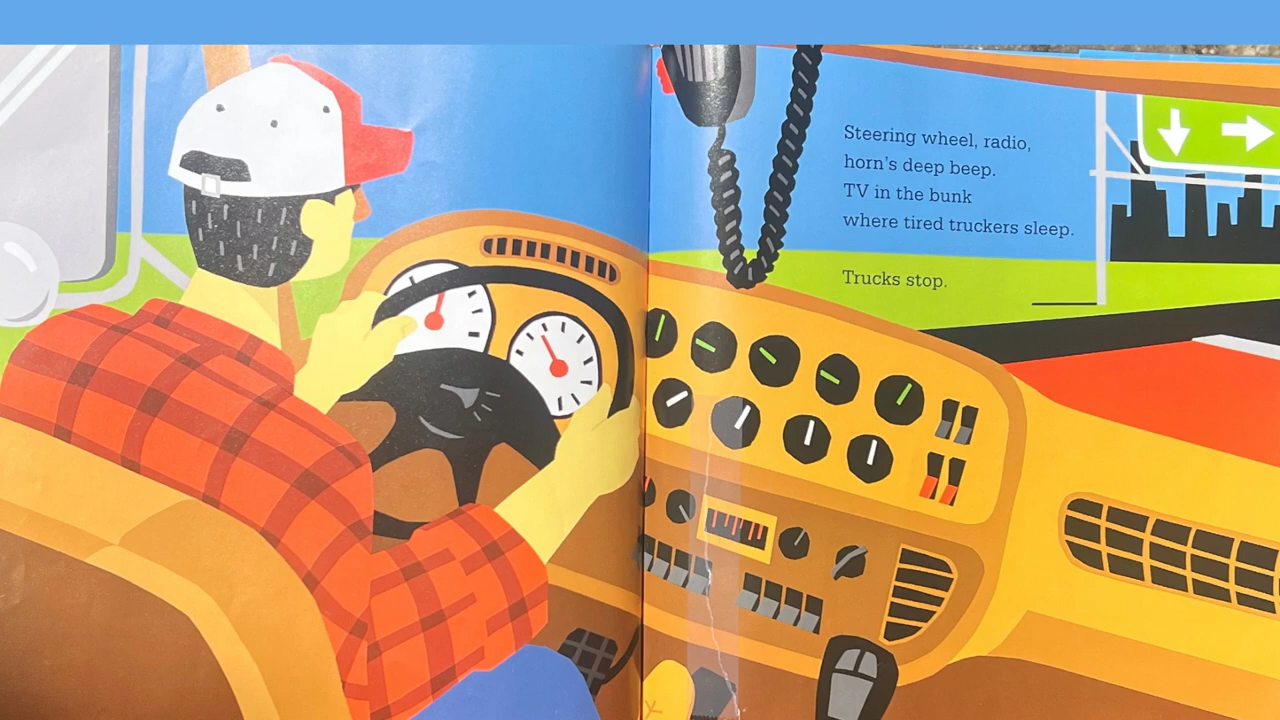 Steering wheel, radio,
horn's deep beep.
TV in the bunk
where tired truckers sleep.
Trucks stop.